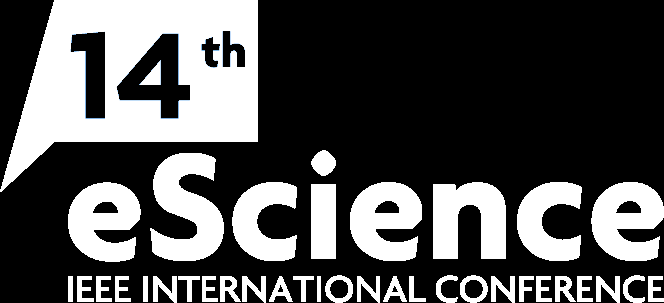 14th
eScience
IEEE INTERNATIONAL CONFERENCE